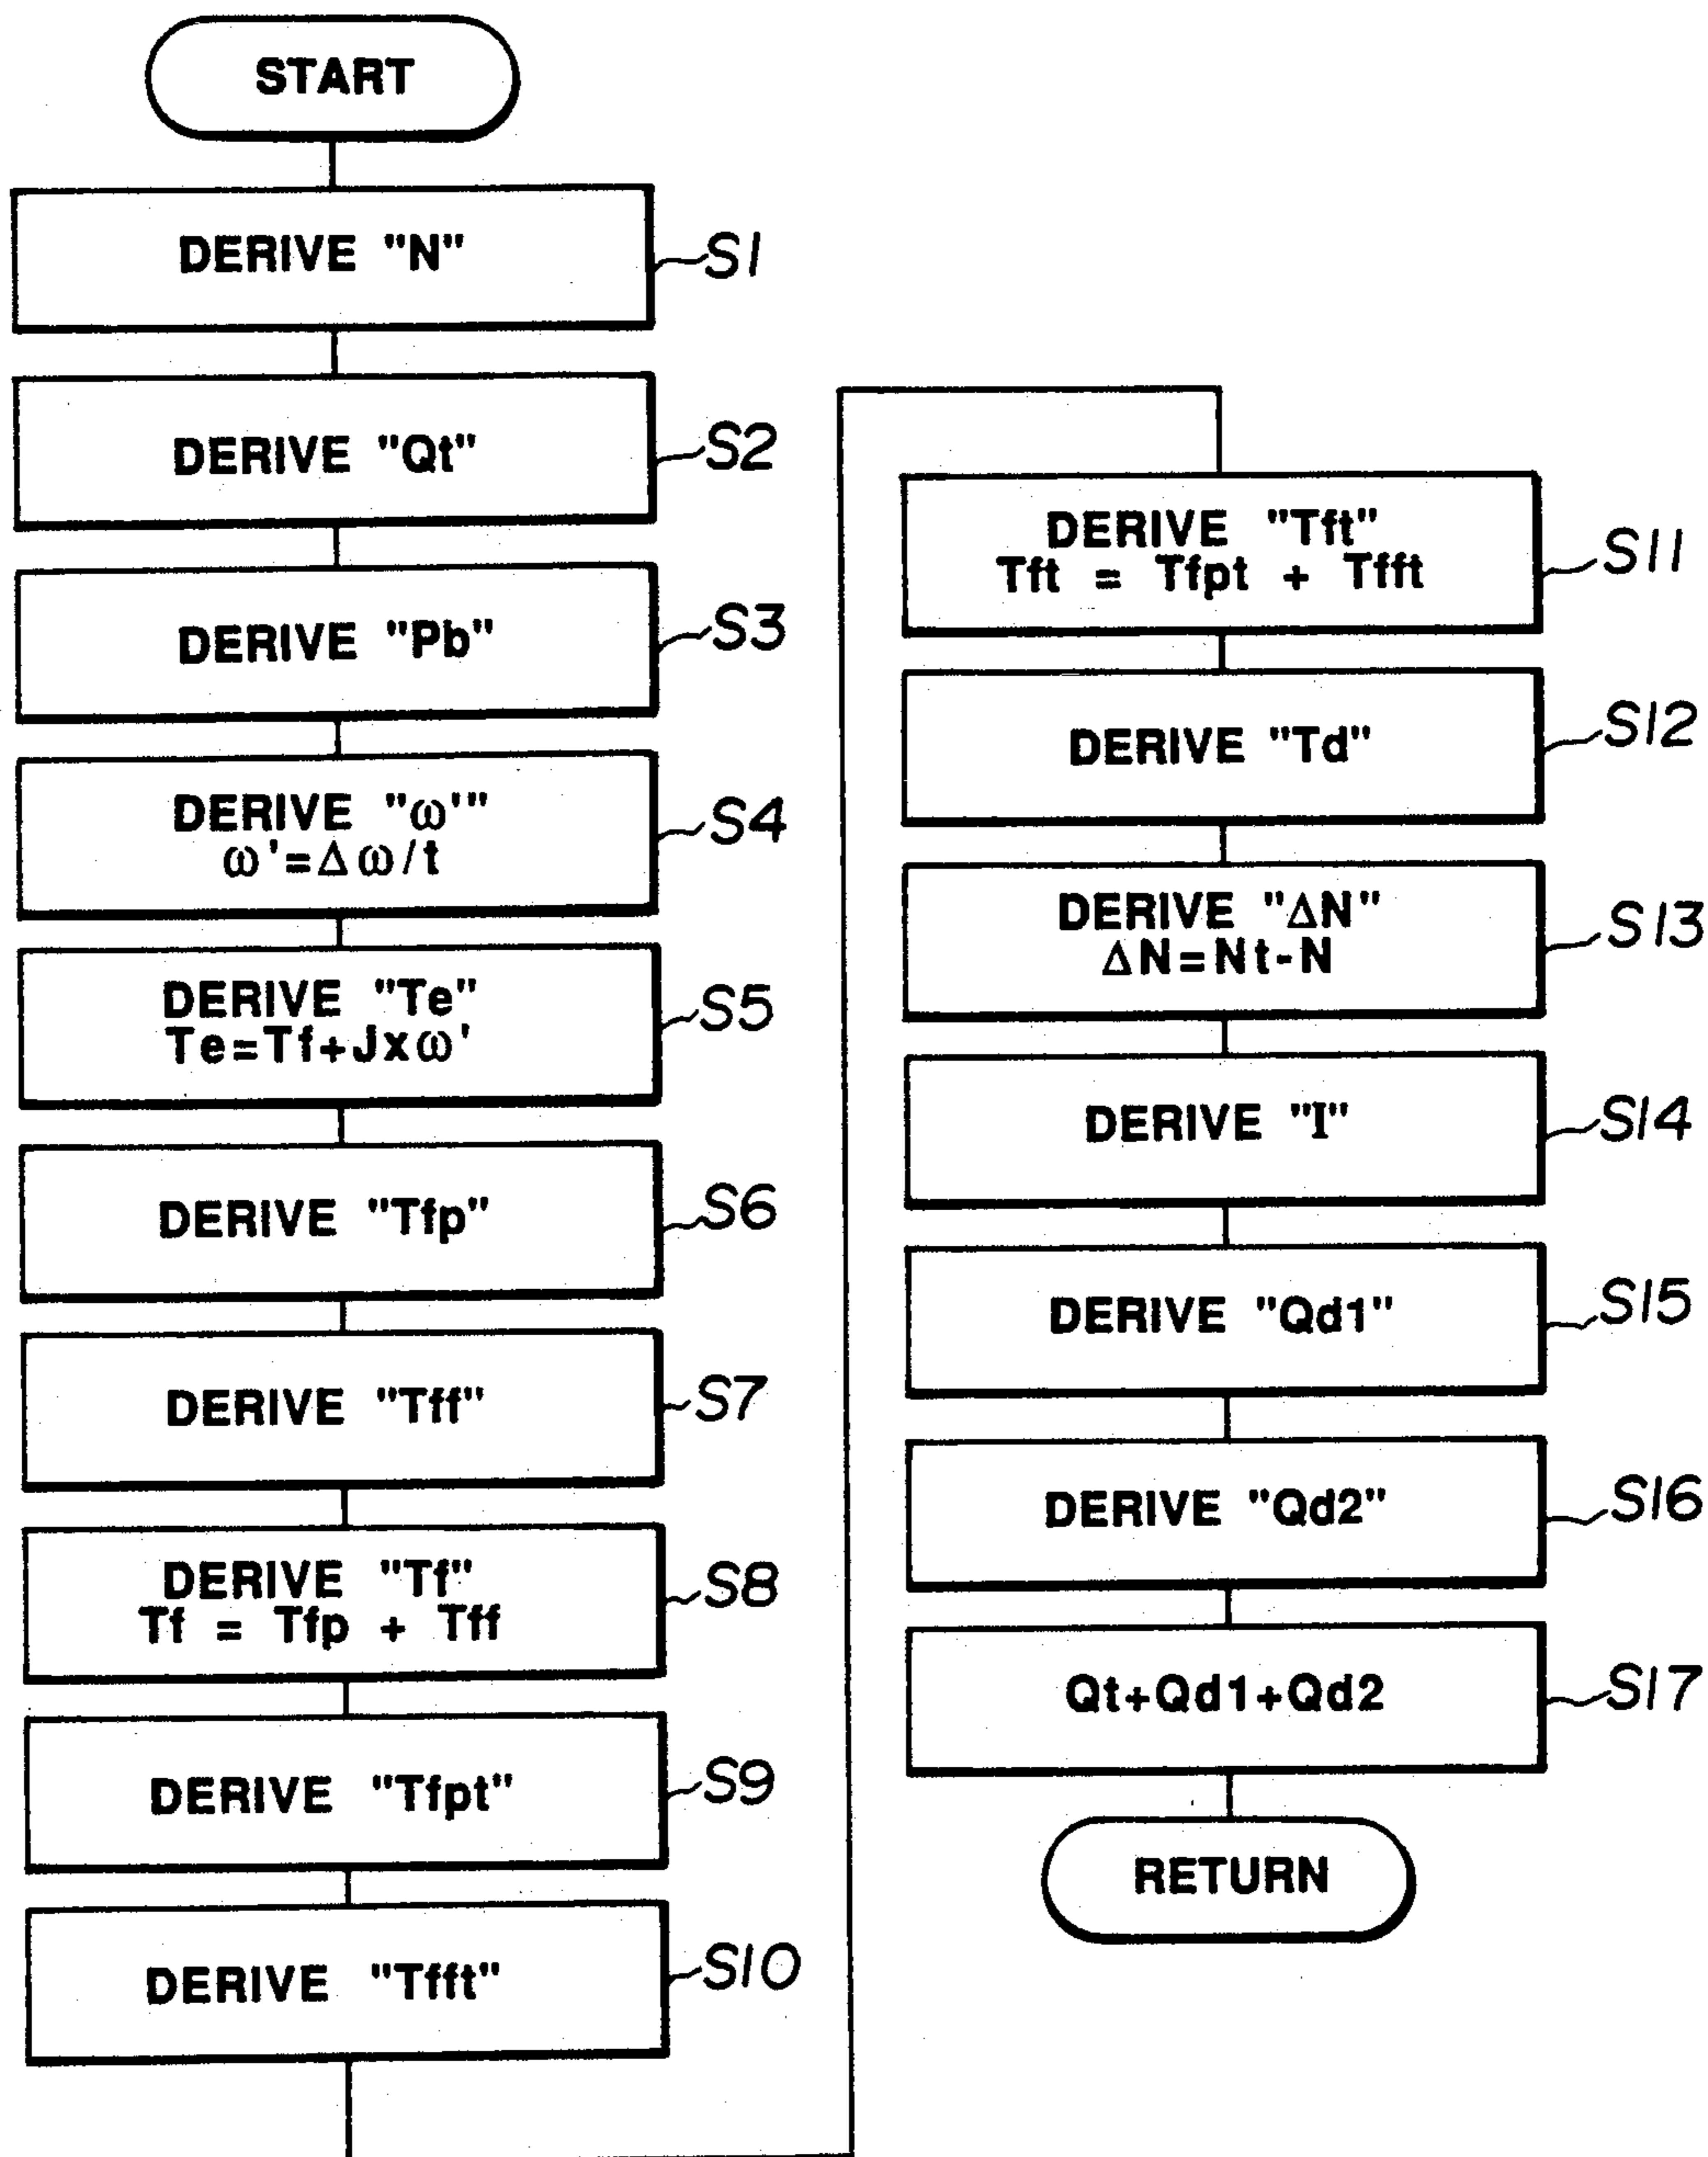 START
DERIVE "N"
S1
DERIVE "Qt"
S2
DERIVE "Pb"
S3
DERIVE "ω'"
ω'=Δω/t
S4
DERIVE "Te"
Te=Tf+Jxω'
S5
DERIVE "Tfp"
S6
DERIVE "Tff"
S7
DERIVE "Tf"
Tf = Tfp + Tff
S8
DERIVE "Tfpt"
S9
DERIVE "Tfft"
S10
DERIVE "Tft"
Tft = Tfpt + Tfft
S11
DERIVE "Td"
S12
DERIVE "ΔN"
ΔN=Nt-N
S13
DERIVE "I"
S14
DERIVE "Qd1"
S15
DERIVE "Qd2"
S16
Qt+Qd1+Qd2
S17
RETURN